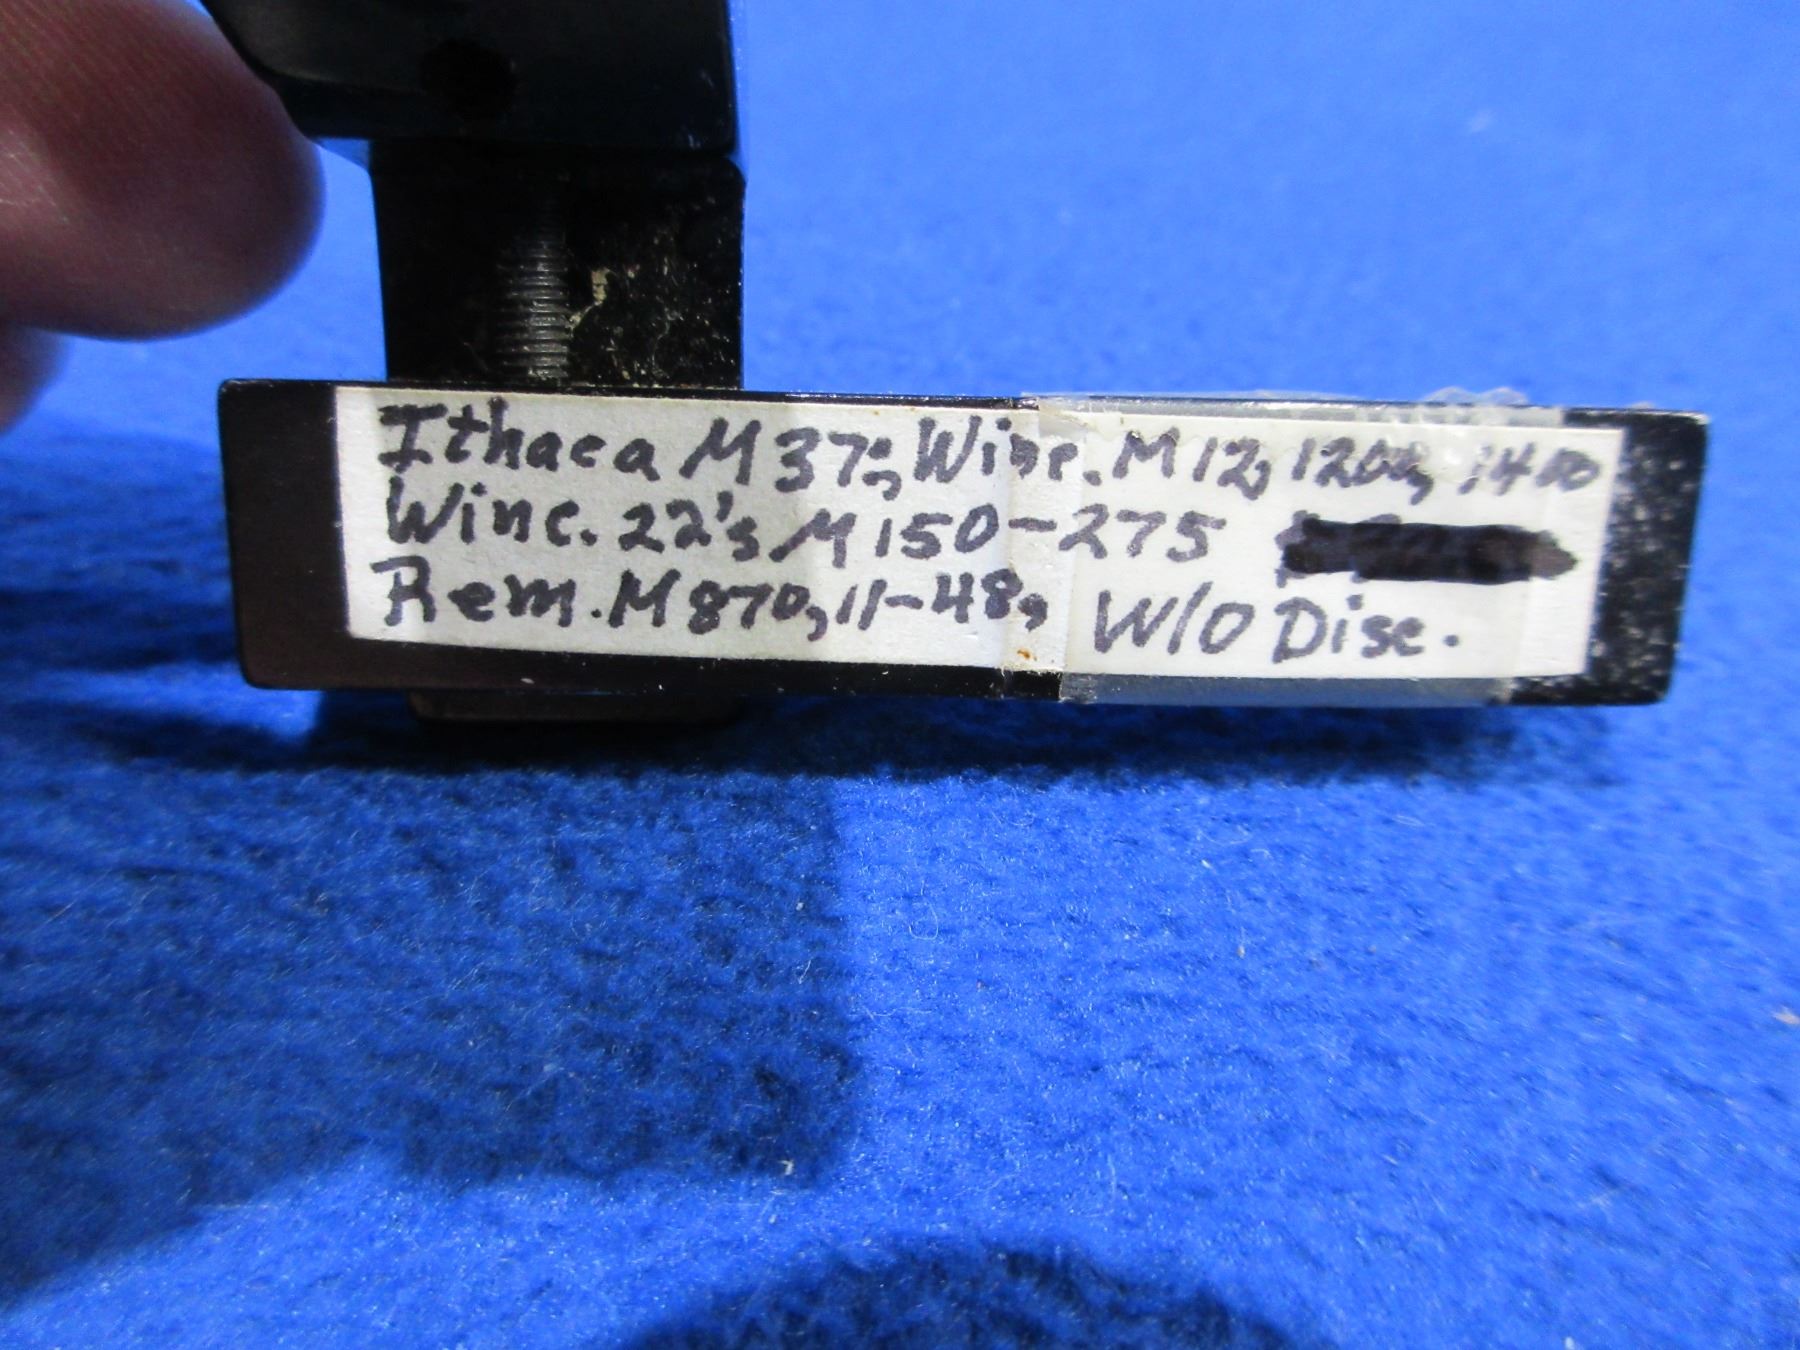 Ithaca M37; Winc. M12, 1200, 1400
Winc. 22's M150-275
Rem. M870, 11-48, W/O Disc.